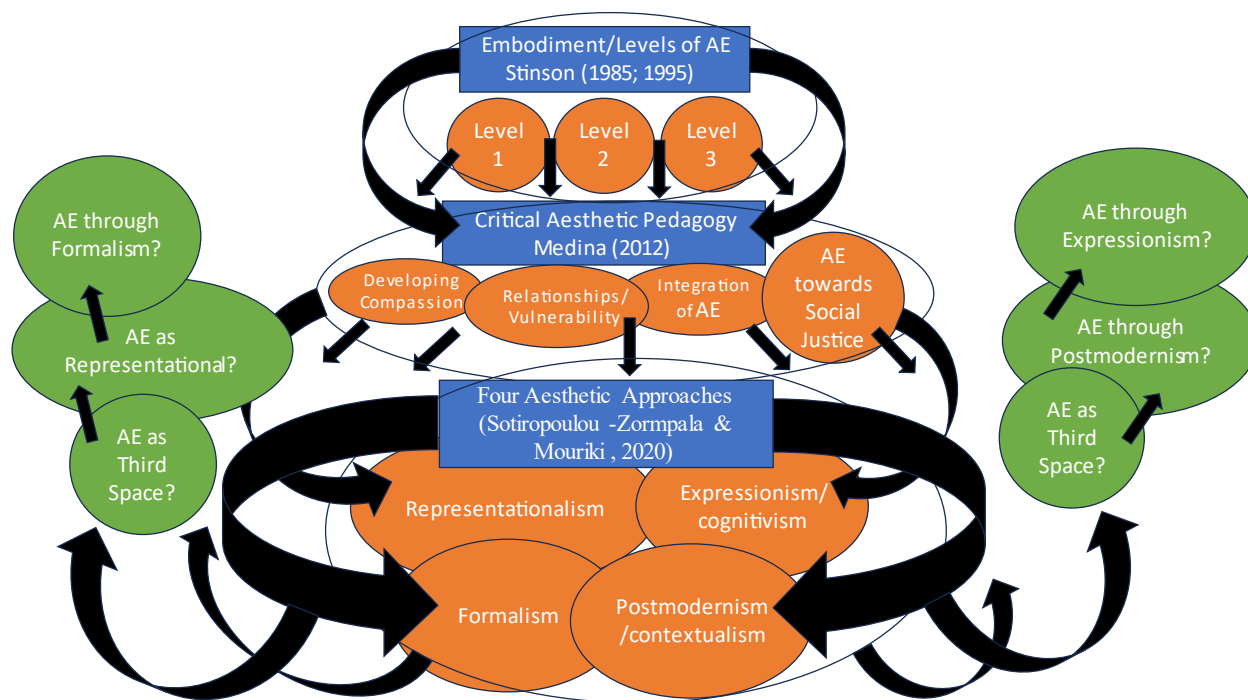 Embodiment/Levels of AE
Stinson (1985; 1995)
Level
1
Level
2
Level
3
Critical Aesthetic Pedagogy
Medina (2012)
Developing
Compassion
Relationships/
Vulnerability
Integration
of AE
AE
towards
Social
Justice
AE through
Formalism?
AE as
Representational?
AE as
Third
Space?
AE through
Expressionism?
AE through
Postmodernism?
AE as
Third
Space?
Four Aesthetic Approaches
(Sotiropoulou -Zormpala &
Mouriki , 2020)
Representationalism
Expressionism/
cognitivism
Formalism
Postmodernism
/contextualism